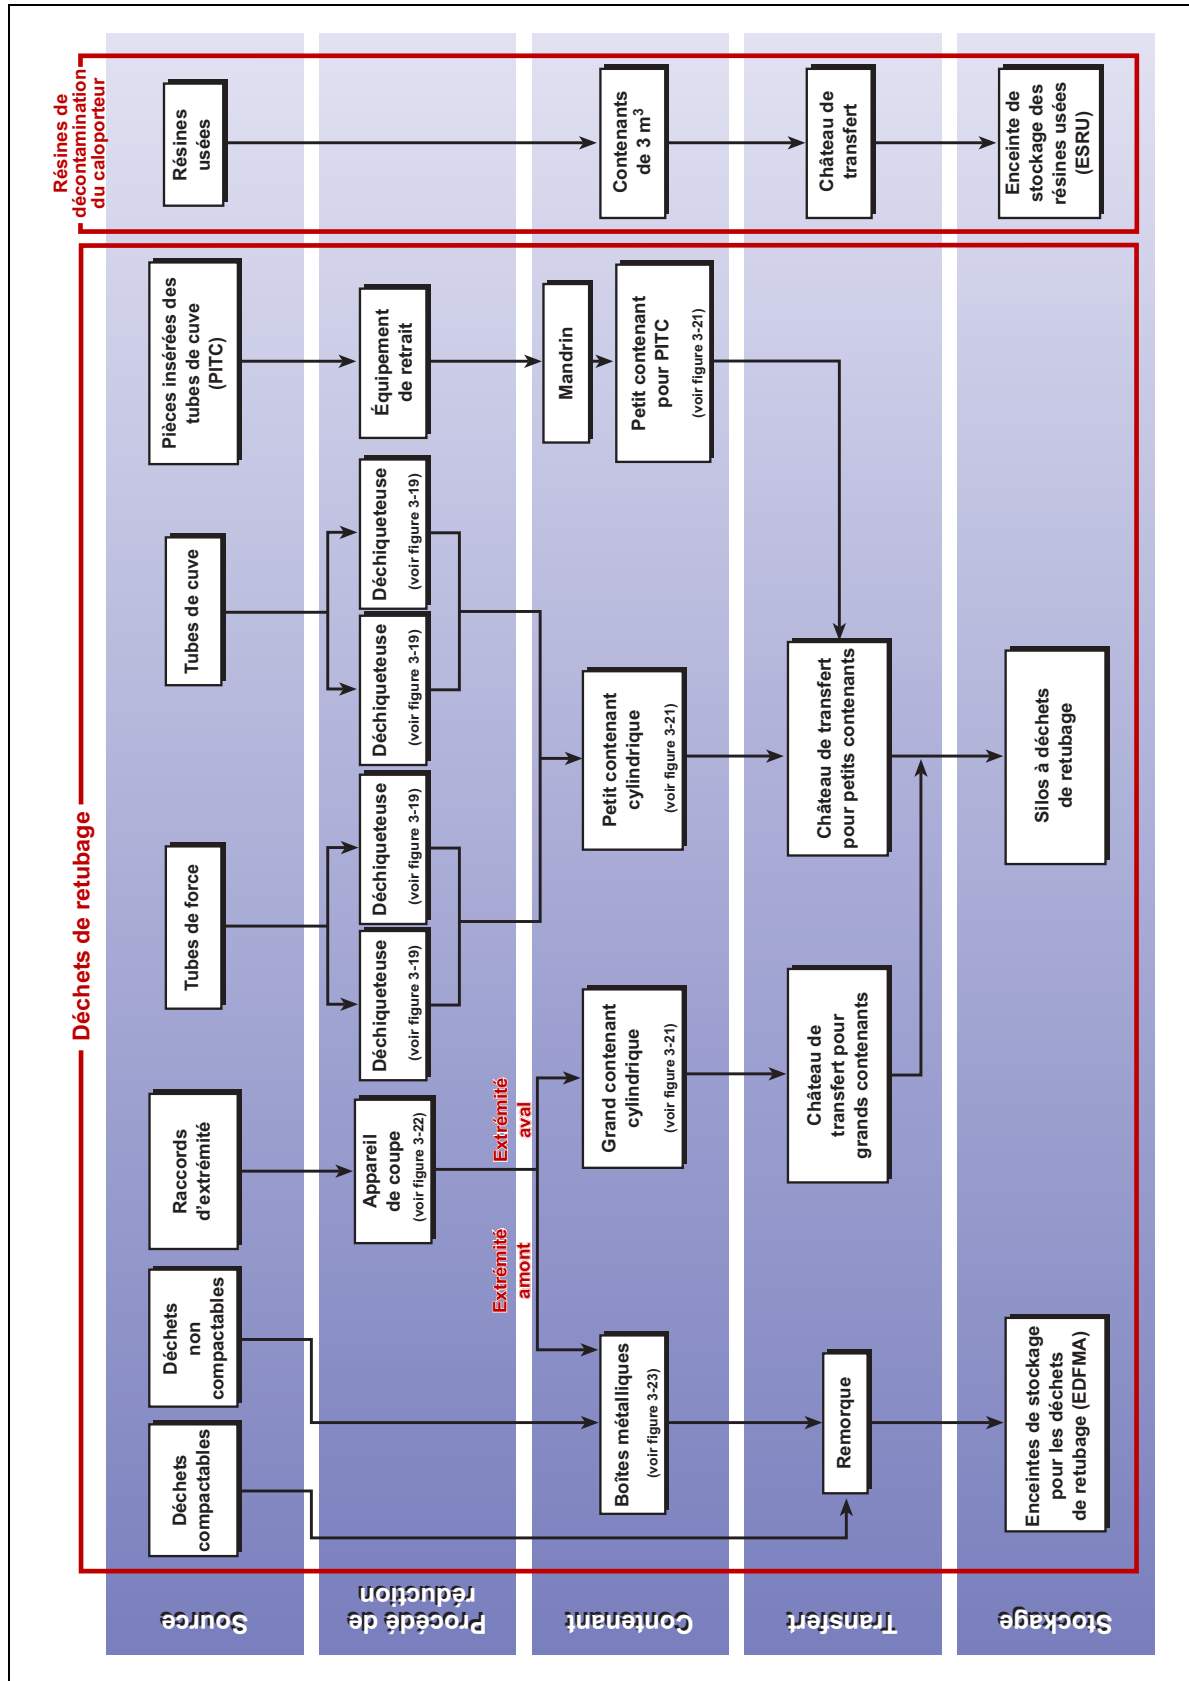 Déchets de retubage
Résines de
décontamination
du caloporteur
Source
Déchets
compactables
Déchets
non
compactables
Raccords
d'extrémité
Tubes de force
Tubes de cuve
Pièces insérées des
tubes de cuve
(PITC)
Résines
usées
Procédé de
réduction
Appareil
de coupe
(voir figure 3-22)
Déchiqueteuse
(voir figure 3-19)
Déchiqueteuse
(voir figure 3-19)
Déchiqueteuse
(voir figure 3-19)
Déchiqueteuse
(voir figure 3-19)
Équipement
de retrait
Extrémité
amont
Extrémité
aval
Contenant
Boîtes métalliques
(voir figure 3-23)
Grand contenant
cylindrique
(voir figure 3-21)
Petit contenant
cylindrique
(voir figure 3-21)
Mandrin
Petit contenant
pour PITC
(voir figure 3-21)
Contenants
de 3 m³
Transfert
Remorque
Château de
transfert pour
grands contenants
Château de transfert
pour petits contenants
Château de
transfert
Stockage
Enceintes de stockage
pour les déchets
de retubage (EDFMA)
Silos à déchets
de retubage
Enceinte de
stockage des
résines usées
(ESRU)